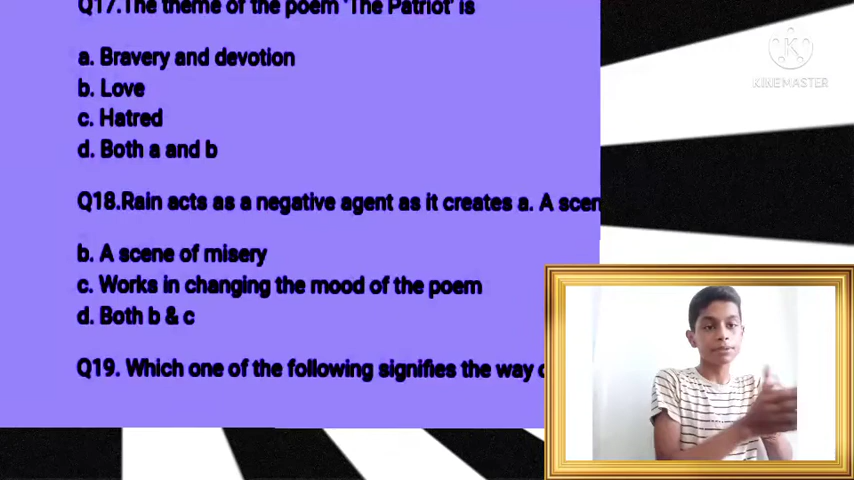 Q17.The theme of the poem 'The Patriot' is
a. Bravery and devotion
b. Love
c. Hatred
d. Both a and b
Q18.Rain acts as a negative agent as it creates a. A scen
b. A scene of misery
c. Works in changing the mood of the poem
d. Both b & c
Q19. Which one of the following signifies the way
KINEMASTER